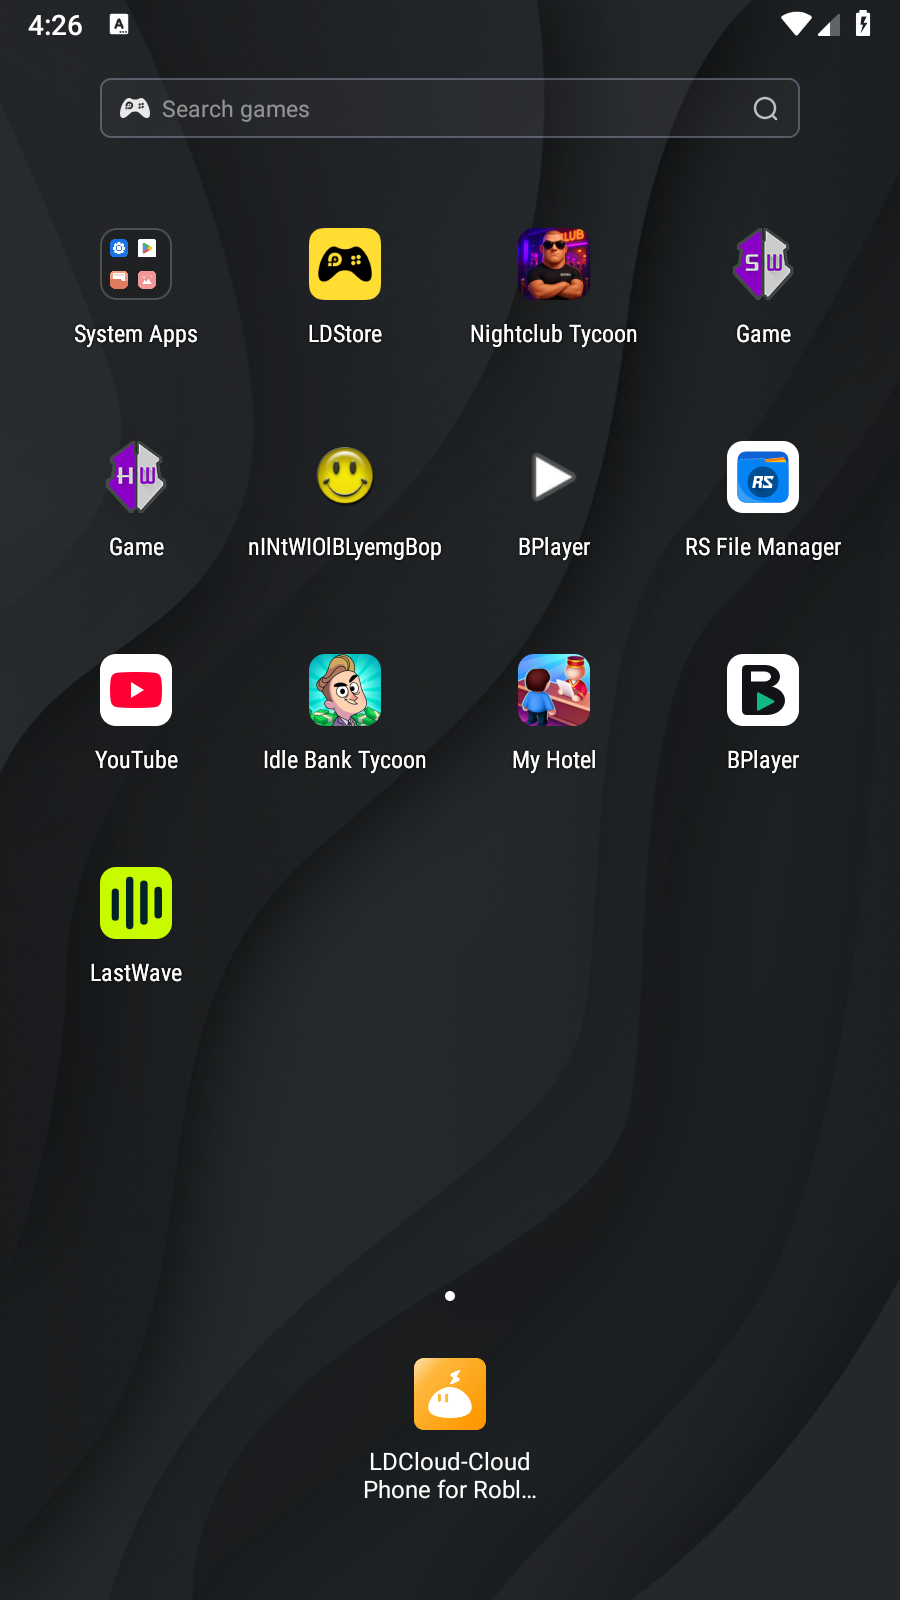 4:26
Search games
System Apps
LDStore
Nightclub Tycoon
Game
Game
BPlayer
RS File Manager
YouTube
Idle Bank Tycoon
My Hotel
BPlayer
LastWave
LDCloud-Cloud
Phone for Robl...